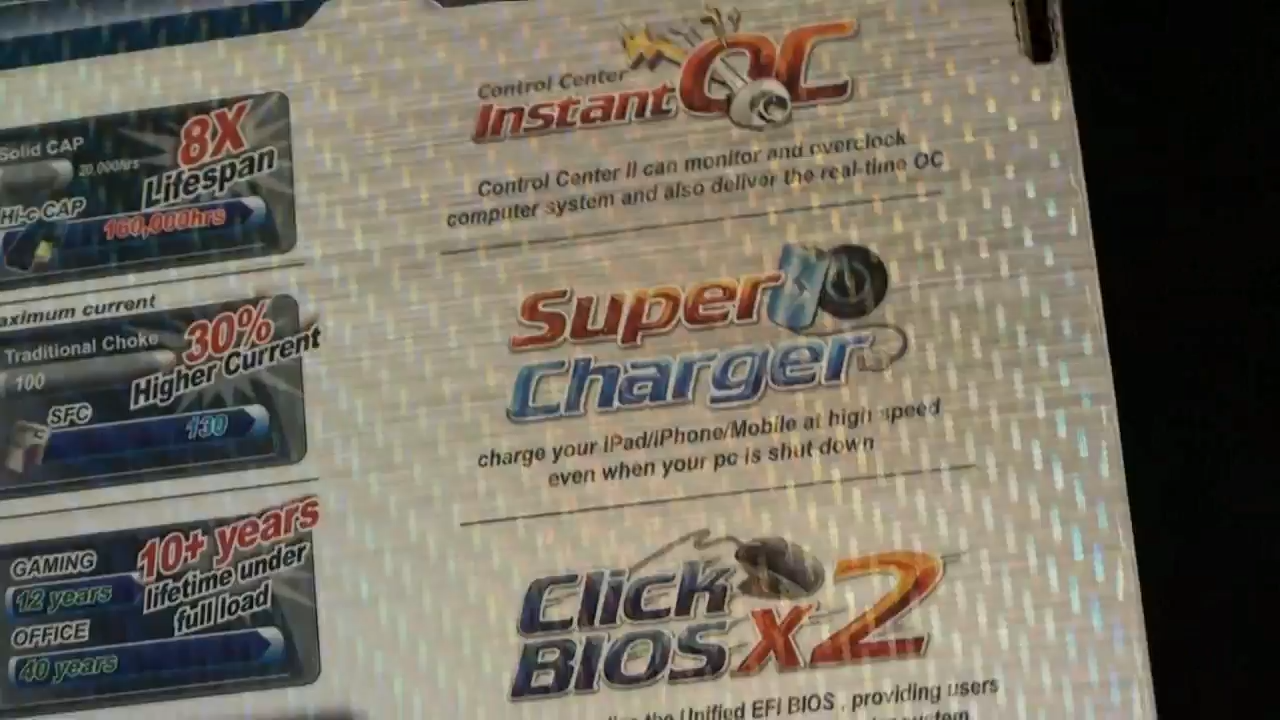 Solid CAP
20,000hrs
8X
Lifespan
Hi-c CAP
160,000hrs
aximum current
Traditional Choke
30%
Higher Current
100
SFC
130
GAMING
10+ years
lifetime under
full load
12 years
OFFICE
40 years
Control Center
Instant OC
Control Center II can monitor and overclock
computer system and also deliver the real-time OC
Super
Charger
charge your iPad/iPhone/Mobile at high speed
even when your pc is shut down
Click
BIOS x2
the Unified EFI BIOS , providing users
system